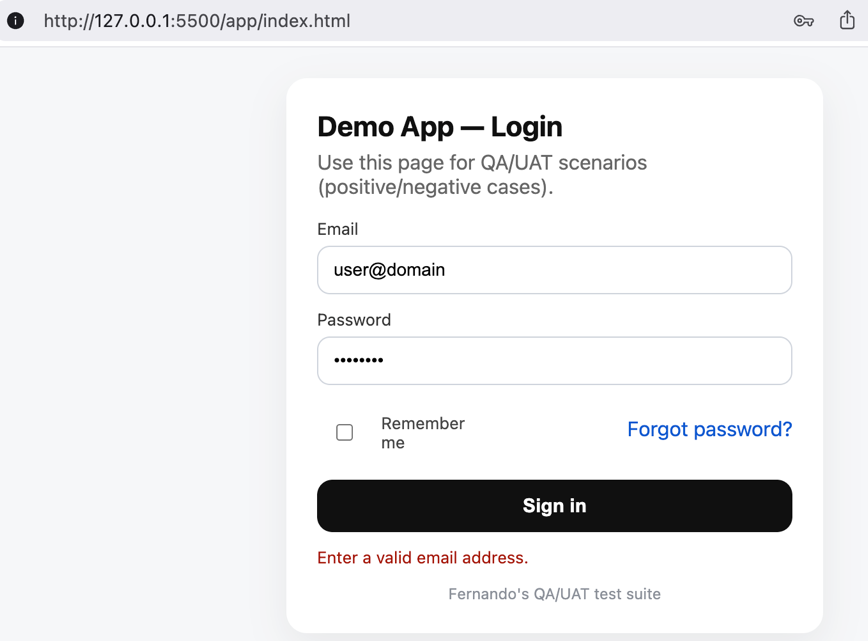 http://127.0.0.1:5500/app/index.html
Demo App — Login
Use this page for QA/UAT scenarios
(positive/negative cases).
Email
user@domain
Password
••••••••
Remember
me
Forgot password?
Sign in
Enter a valid email address.
Fernando's QA/UAT test suite